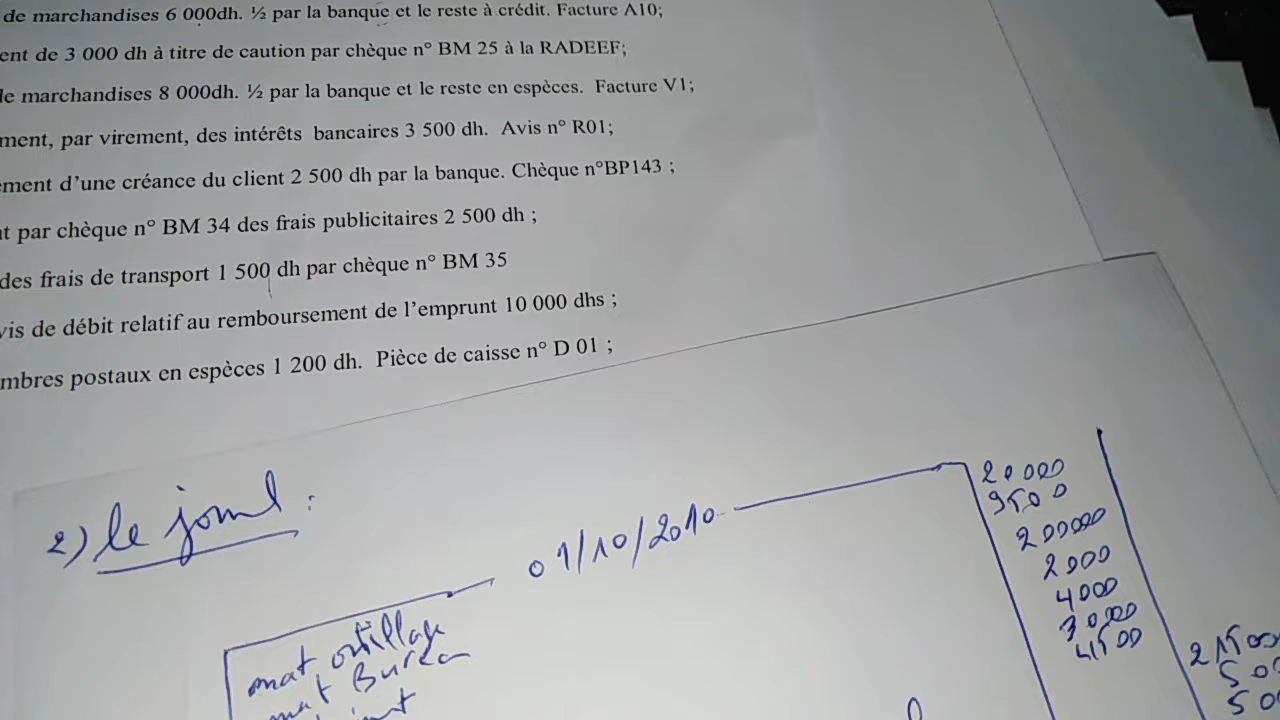 de marchandises 6 000dh. ½ par la banque et le reste à crédit. Facture A10;
ent de 3 000 dh à titre de caution par chèque n° BM 25 à la RADEEF;
de marchandises 8 000dh. ½ par la banque et le reste en espèces. Facture V1;
ment, par virement, des intérêts bancaires 3 500 dh. Avis n° R01;
ement d'une créance du client 2 500 dh par la banque. Chèque n°BP143 ;
nt par chèque n° BM 34 des frais publicitaires 2 500 dh ;
des frais de transport 1 500 dh par chèque n° BM 35
vis de débit relatif au remboursement de l'emprunt 10 000 dhs ;
mbres postaux en espèces 1 200 dh. Pièce de caisse n° D 01 ;
2) le journal :
01/10/2010
mat outillage
mat Bureau
20000
9500
200000
2000
4000
30000
4500